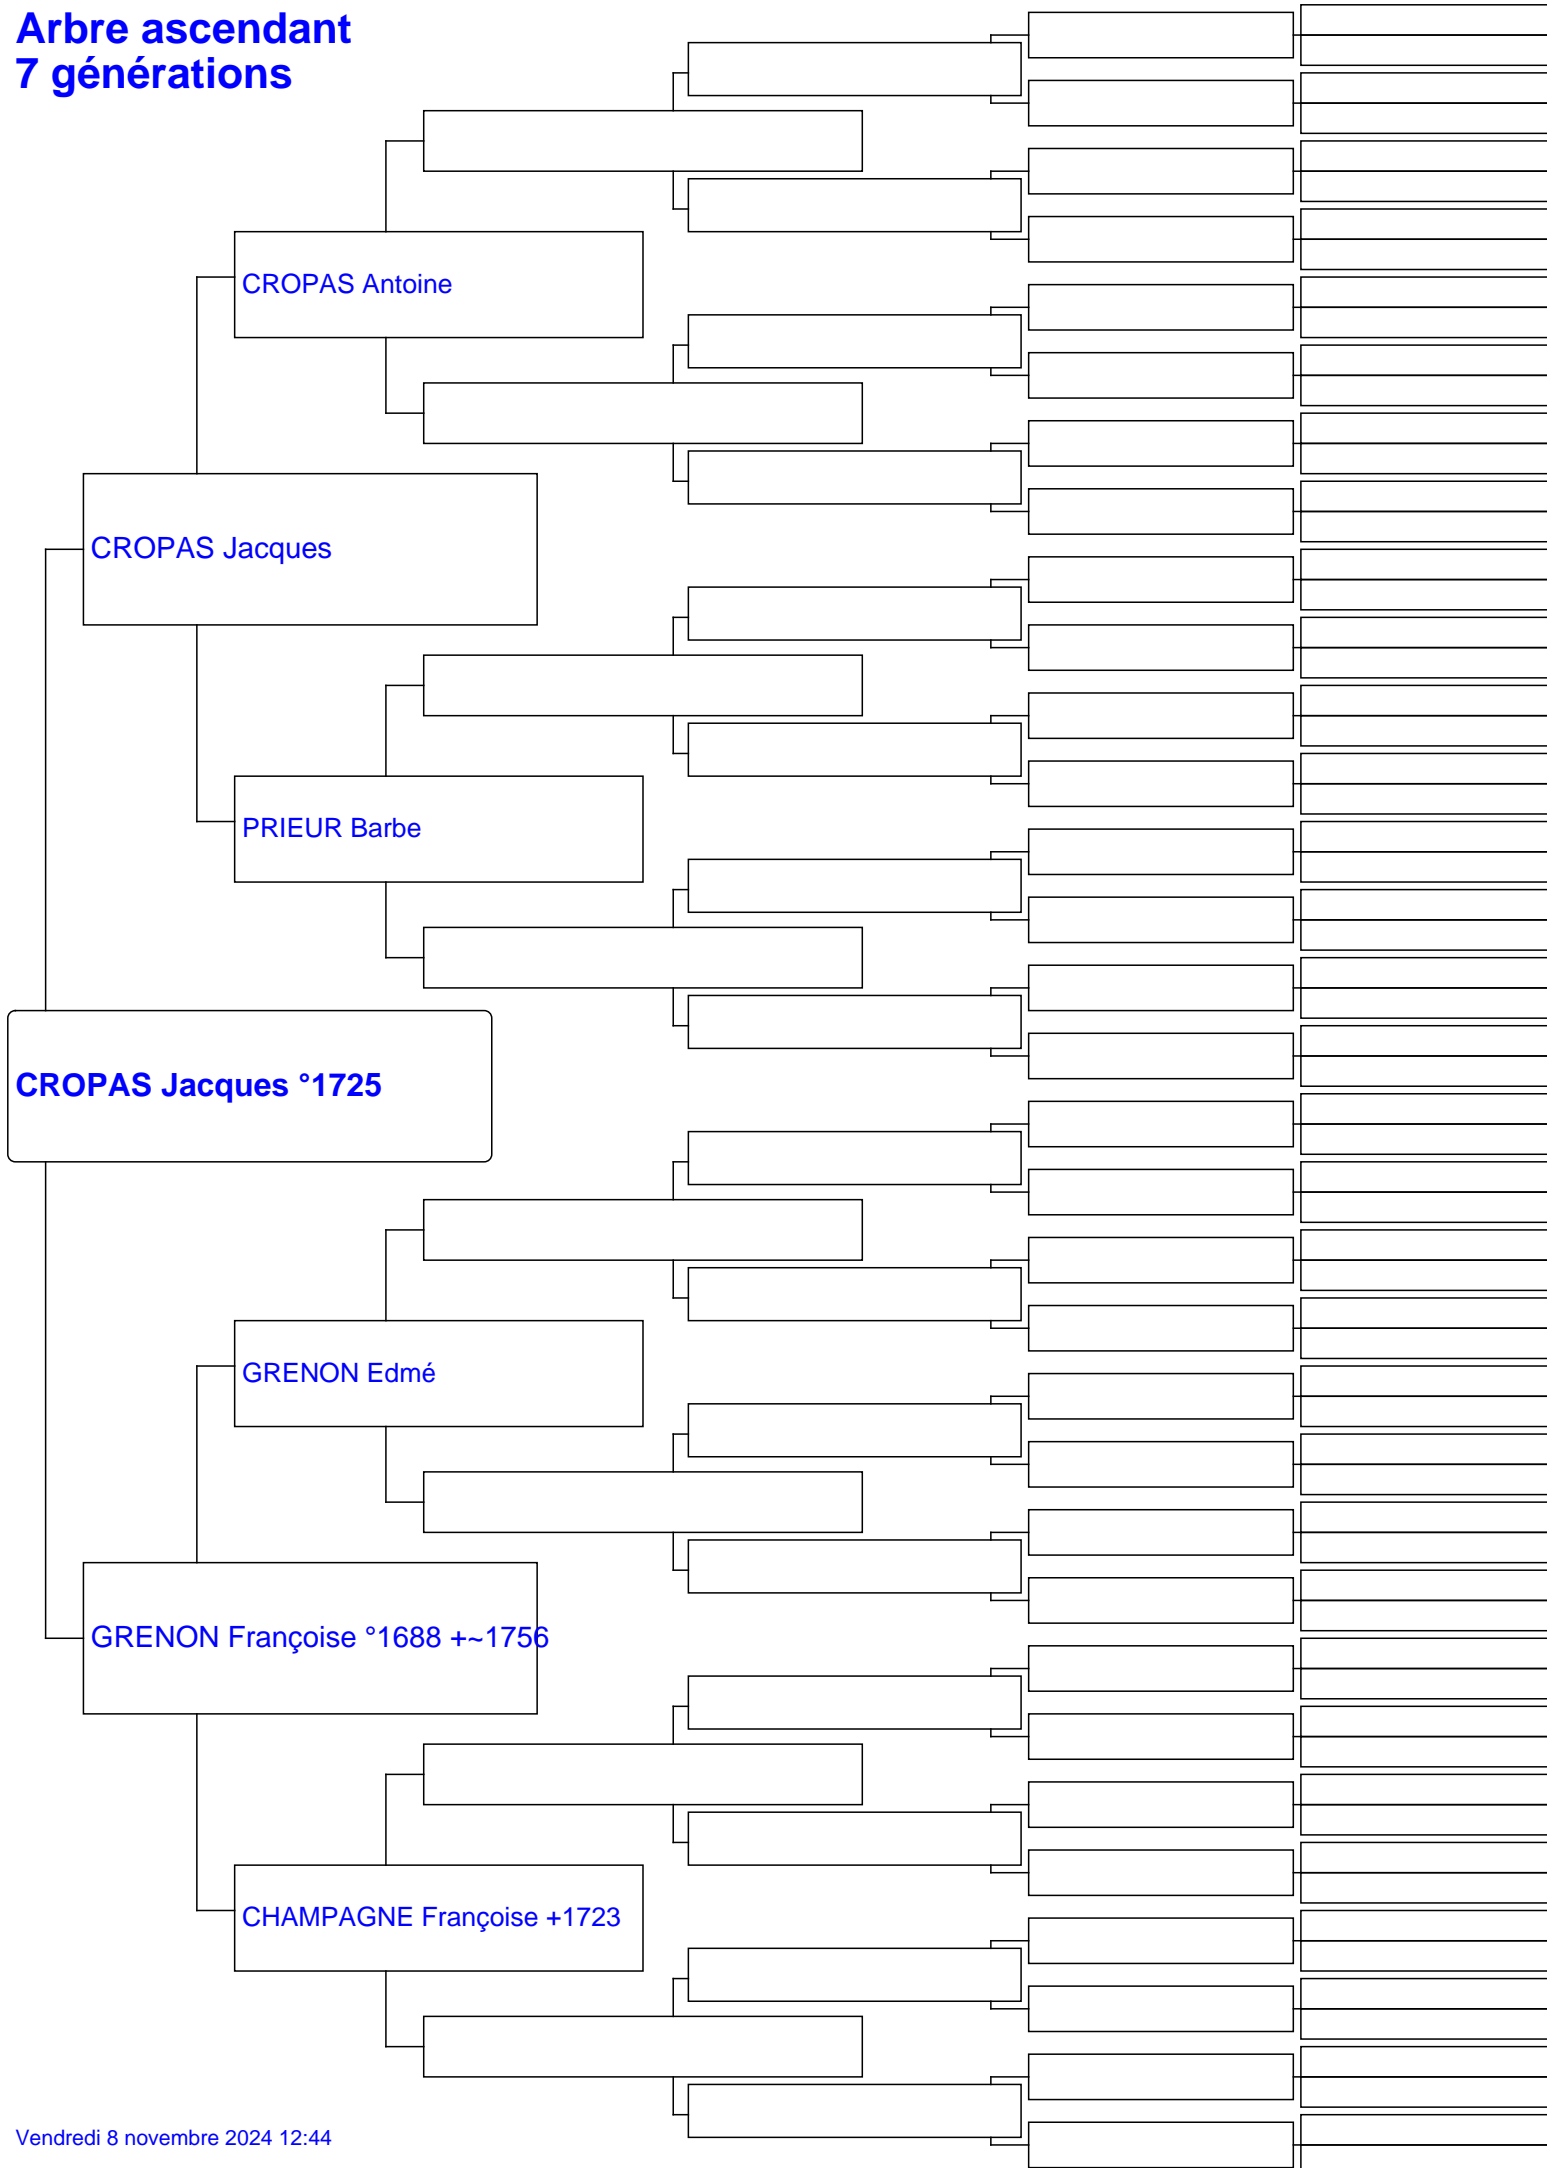 Arbre ascendant
7 générations
CROPAS Antoine
CROPAS Jacques
PRIEUR Barbe
CROPAS Jacques °1725
GRENON Edmé
GRENON Françoise °1688 +~1756
CHAMPAGNE Françoise +1723
Vendredi 8 novembre 2024 12:44